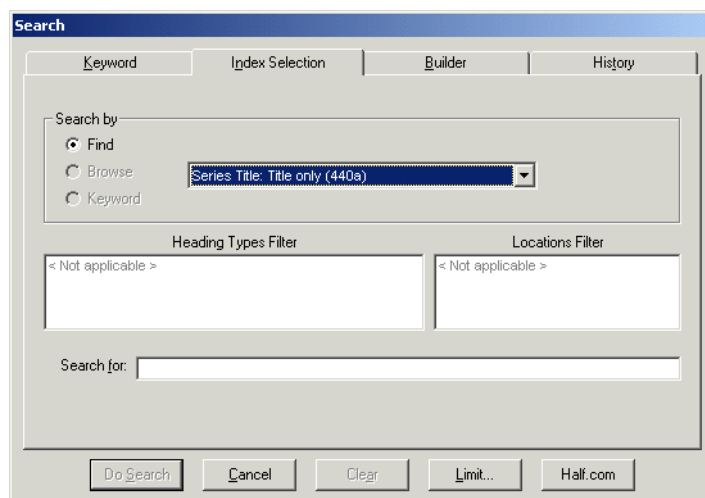 Search
Keyword Index Selection Builder History
Search by
Find
Browse Series Title: Title only (440a)
Keyword
Heading Types Filter Locations Filter
< Not applicable > < Not applicable >
Search for:
Do Search Cancel Clear Limit... Half.com